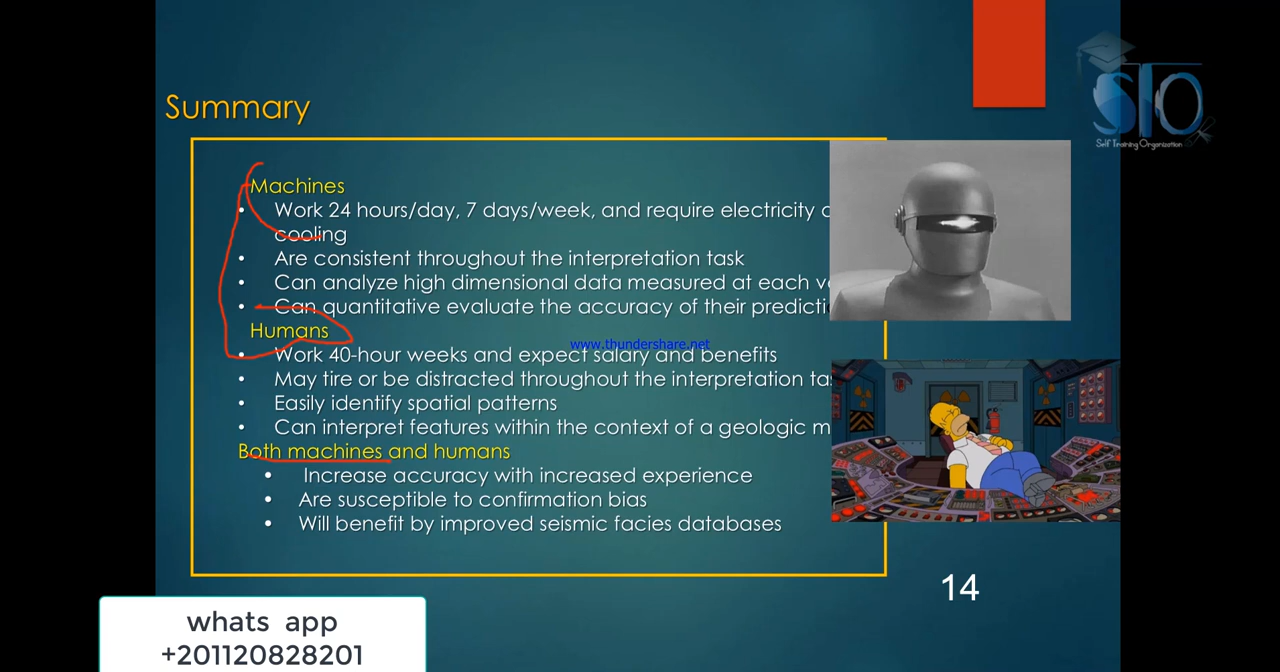 STO
Self Training Organization
Summary
Machines
• Work 24 hours/day, 7 days/week, and require electricity
cooling
• Are consistent throughout the interpretation task
• Can analyze high dimensional data measured at each
• Can quantitative evaluate the accuracy of their
Humans
www.thundershare.net
• Work 40-hour weeks and expect salary and benefits
• May tire or be distracted throughout the interpretation
• Easily identify spatial patterns
• Can interpret features within the context of a geologic
Both machines and humans
• Increase accuracy with increased experience
• Are susceptible to confirmation bias
• Will benefit by improved seismic facies databases
14
whats app
+201120828201